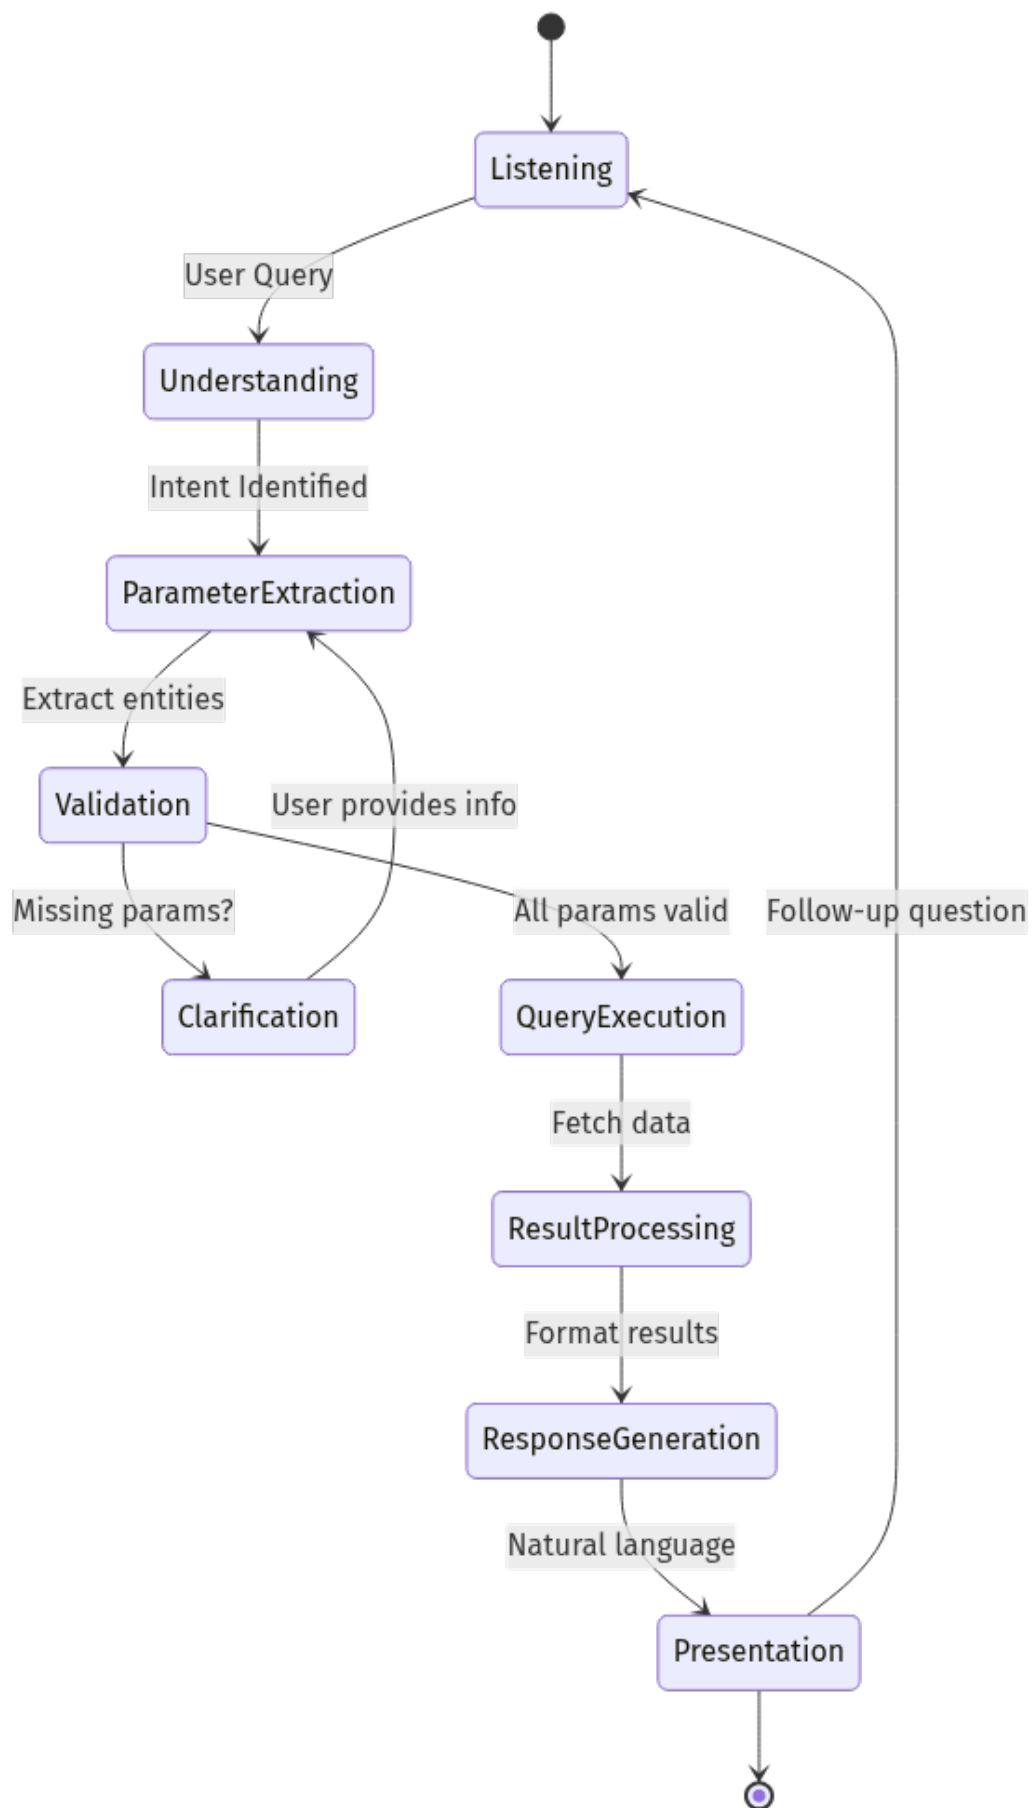 Listening
User Query
Understanding
Intent Identified
ParameterExtraction
Extract entities
Validation
User provides info
Missing params?
All params valid
Follow-up question
Clarification
QueryExecution
Fetch data
ResultProcessing
Format results
ResponseGeneration
Natural language
Presentation